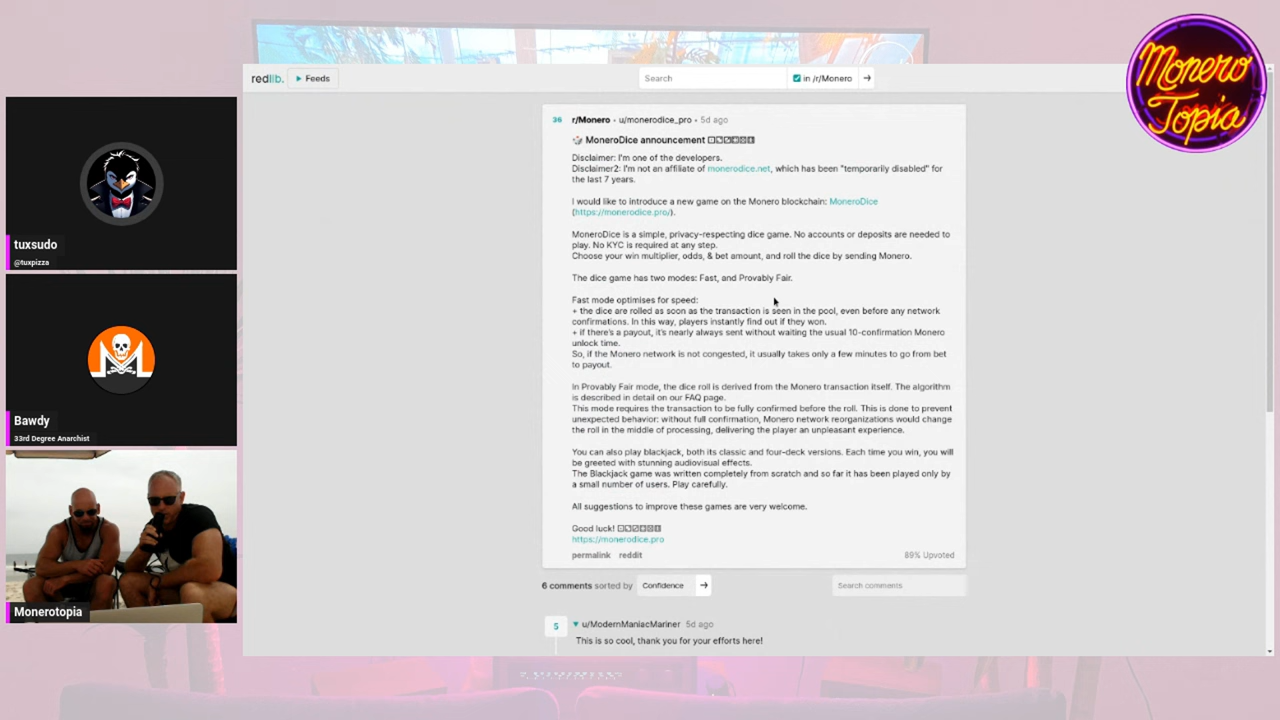 Monero
Topia
redlib.
Feeds
Search
in /r/Monero
→
tuxsudo
@tuxpizza
Bawdy
33rd Degree Anarchist
Monerotopia
36 r/Monero • u/monerodice_pro • 5d ago
🎲 MoneroDice announcement
Disclaimer: I'm one of the developers.
Disclaimer2: I'm not an affiliate of monerodice.net, which has been "temporarily disabled" for
the last 7 years.
I would like to introduce a new game on the Monero blockchain: MoneroDice
(https://monerodice.pro/).
MoneroDice is a simple, privacy-respecting dice game. No accounts or deposits are needed to
play. No KYC is required at any step.
Choose your win multiplier, odds, & bet amount, and roll the dice by sending Monero.
The dice game has two modes: Fast, and Provably Fair.
Fast mode optimises for speed:
+ the dice are rolled as soon as the transaction is seen in the pool, even before any network
confirmations. In this way, players instantly find out if they won.
+ if there's a payout, it's nearly always sent without waiting the usual 10-confirmation Monero
unlock time.
So, if the Monero network is not congested, it usually takes only a few minutes to go from bet
to payout.
In Provably Fair mode, the dice roll is derived from the Monero transaction itself. The algorithm
is described in detail on our FAQ page.
This mode requires the transaction to be fully confirmed before the roll. This is done to prevent
unexpected behavior: without full confirmation, Monero network reorganizations would change
the roll in the middle of processing, delivering the player an unpleasant experience.
You can also play blackjack, both its classic and four-deck versions. Each time you win, you will
be greeted with stunning audiovisual effects.
The Blackjack game was written completely from scratch and so far it has been played only by
a small number of users. Play carefully.
All suggestions to improve these games are very welcome.
Good luck!
https://monerodice.pro
permalink reddit 89% Upvoted
6 comments sorted by Confidence → Search comments
5 u/ModernManiacMariner 5d ago
This is so cool, thank you for your efforts here!